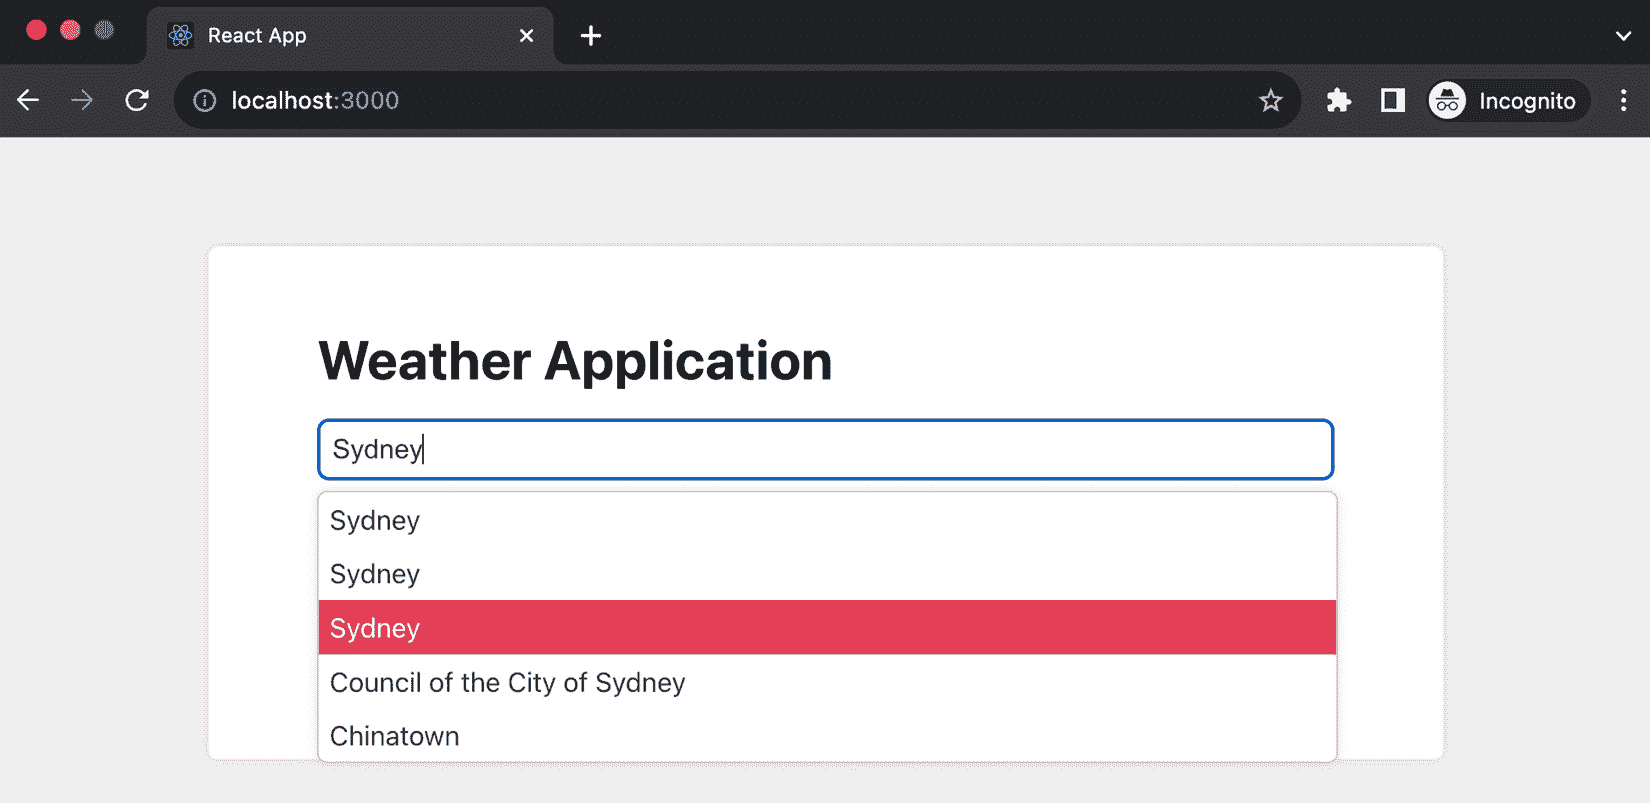 React App
localhost:3000
Incognito
Weather Application
Sydney
Sydney
Sydney
Sydney
Council of the City of Sydney
Chinatown